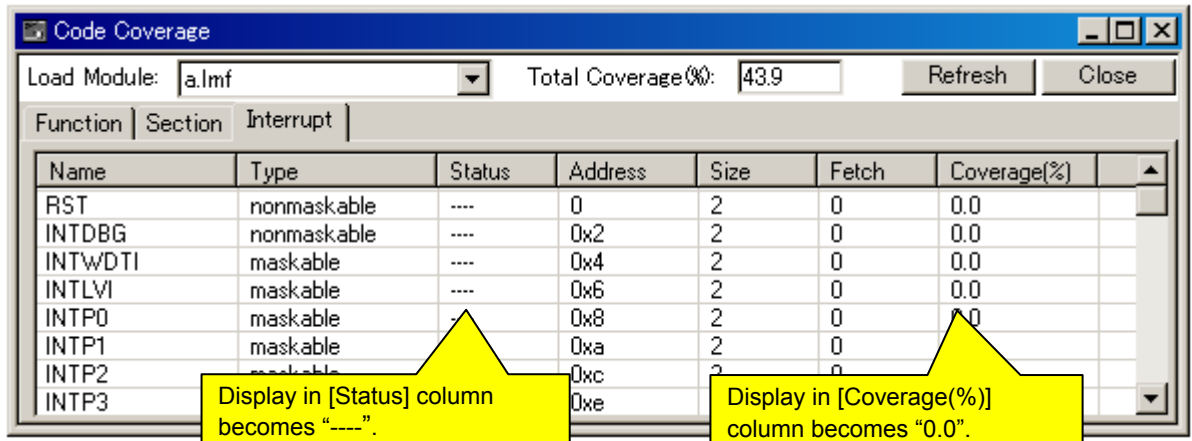 Code Coverage
Load Module: a.lmf Total Coverage(%): 43.9 Refresh Close
Function Section Interrupt
Name Type Status Address Size Fetch Coverage(%)
RST nonmaskable ---- 0 2 0 0.0
INTDBG nonmaskable ---- 0x2 2 0 0.0
INTWDTI maskable ---- 0x4 2 0 0.0
INTLVI maskable ---- 0x6 2 0 0.0
INTP0 maskable 0x8 2 0 0.0
INTP1 maskable 0xa 2 0
INTP2 0xc
INTP3 0xe
Display in [Status] column
becomes “----”.
Display in [Coverage(%)]
column becomes “0.0”.